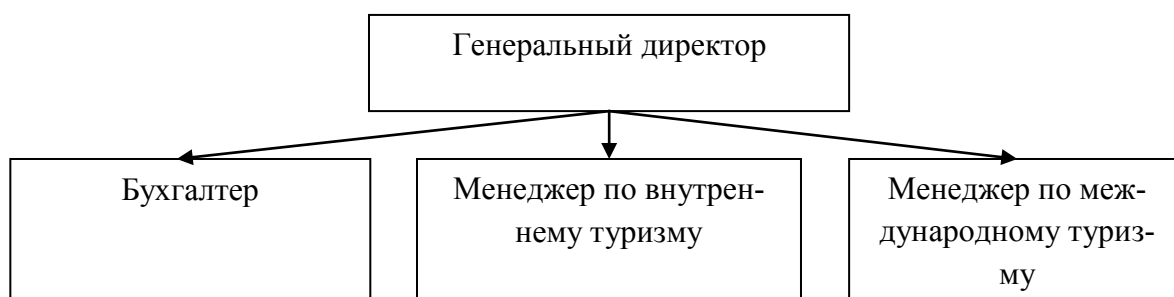 Генеральный директор
Бухгалтер
Менеджер по внутрен-
нему туризму
Менеджер по меж-
дународному туриз-
му